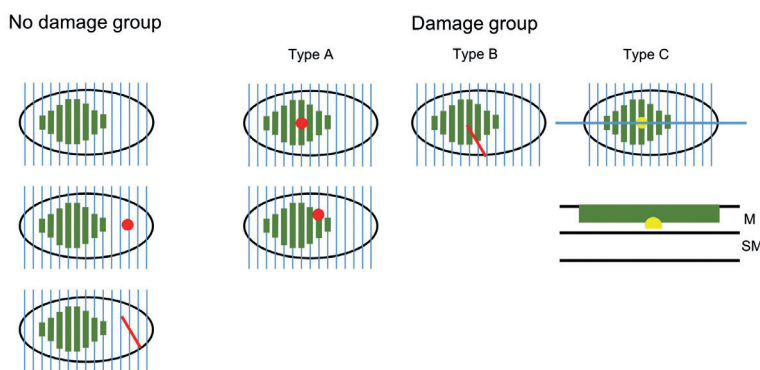 No damage group
Damage group
Type A
Type B
Type C
M
SM